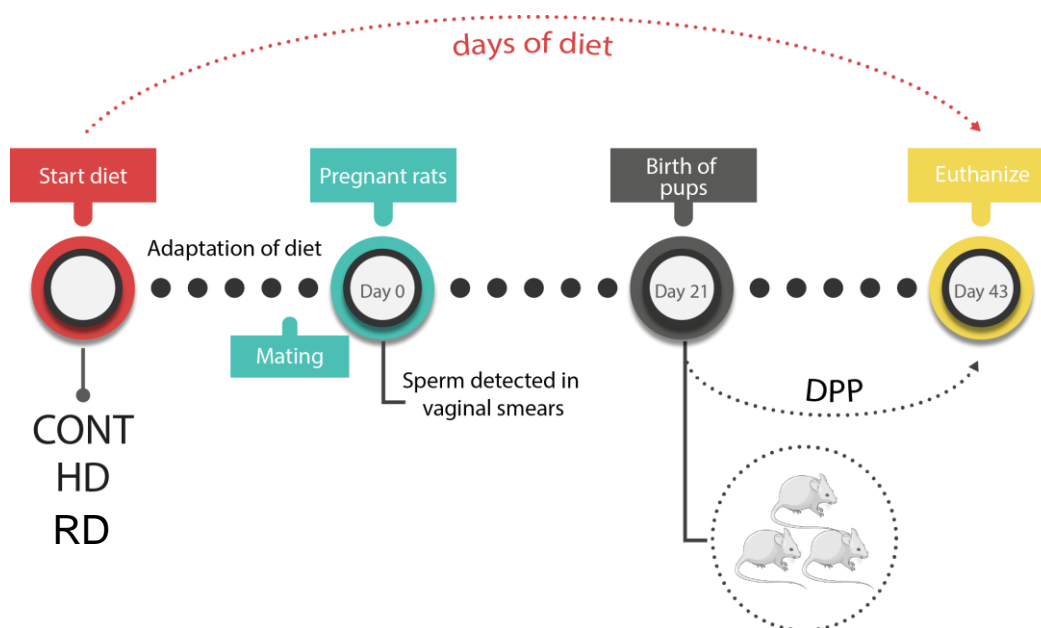 days of diet
Start diet
Pregnant rats
Birth of
pups
Euthanize
Adaptation of diet
Day 0
Day 21
Day 43
Mating
Sperm detected in
vaginal smears
DPP
CONT
HD
RD